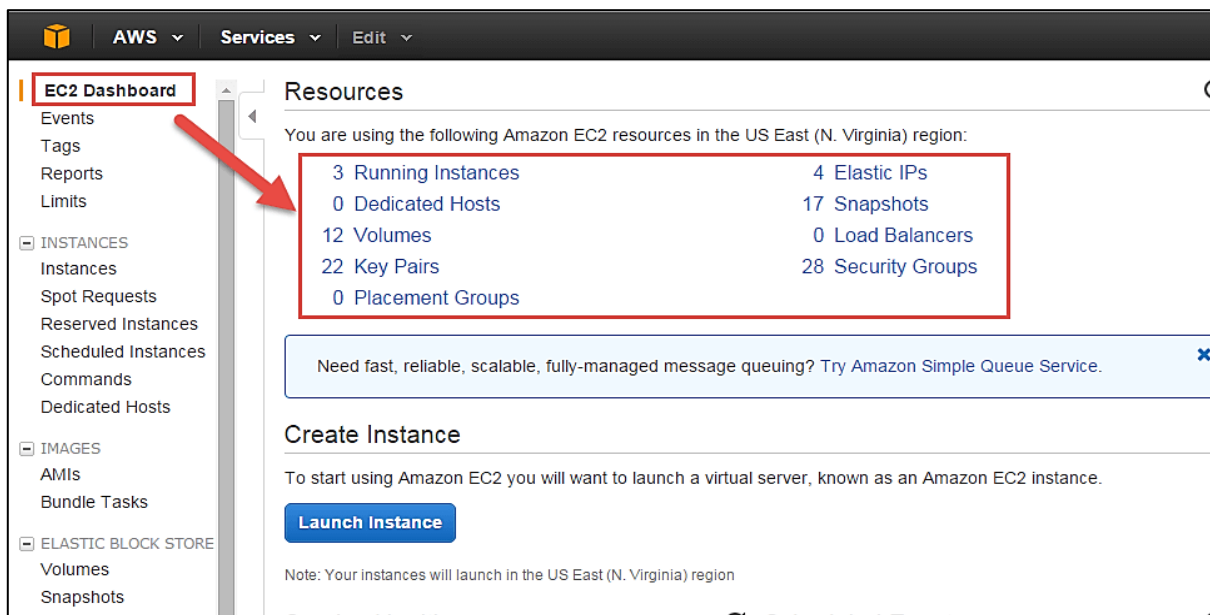 AWS Services Edit
EC2 Dashboard
Events
Tags
Reports
Limits
INSTANCES
Instances
Spot Requests
Reserved Instances
Scheduled Instances
Commands
Dedicated Hosts
IMAGES
AMIs
Bundle Tasks
ELASTIC BLOCK STORE
Volumes
Snapshots
Resources
You are using the following Amazon EC2 resources in the US East (N. Virginia) region:
3 Running Instances
0 Dedicated Hosts
12 Volumes
22 Key Pairs
0 Placement Groups
4 Elastic IPs
17 Snapshots
0 Load Balancers
28 Security Groups
Need fast, reliable, scalable, fully-managed message queuing? Try Amazon Simple Queue Service.
Create Instance
To start using Amazon EC2 you will want to launch a virtual server, known as an Amazon EC2 instance.
Launch Instance
Note: Your instances will launch in the US East (N. Virginia) region